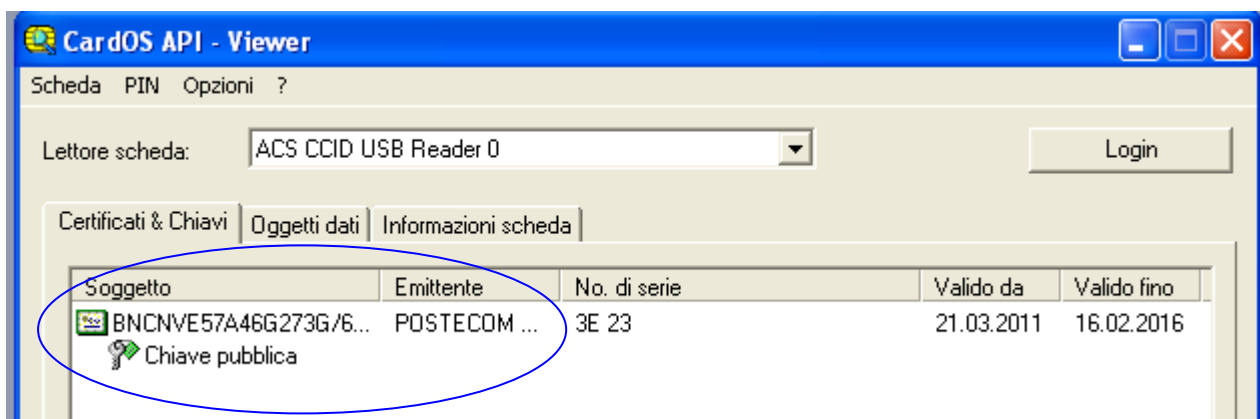 CardOS API - Viewer
Scheda PIN Opzioni ?
Lettore scheda: ACS CCID USB Reader 0 Login
Certificati & Chiavi Oggetti dati Informazioni scheda
Soggetto Emittente No. di serie Valido da Valido fino
BNCNVE57A46G273G/6... POSTECOM ... 3E 23 21.03.2011 16.02.2016
Chiave pubblica